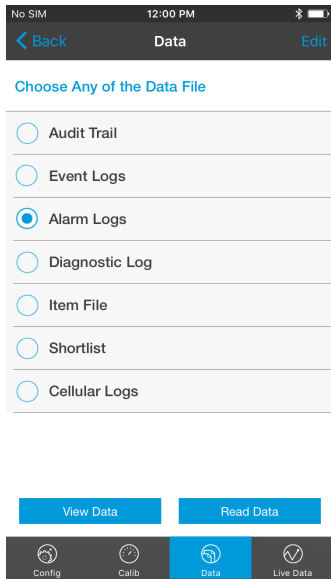 No SIM 12:00 PM
Back Data Edit
Choose Any of the Data File
Audit Trail
Event Logs
Alarm Logs
Diagnostic Log
Item File
Shortlist
Cellular Logs
View Data Read Data
Config Calib Data Live Data